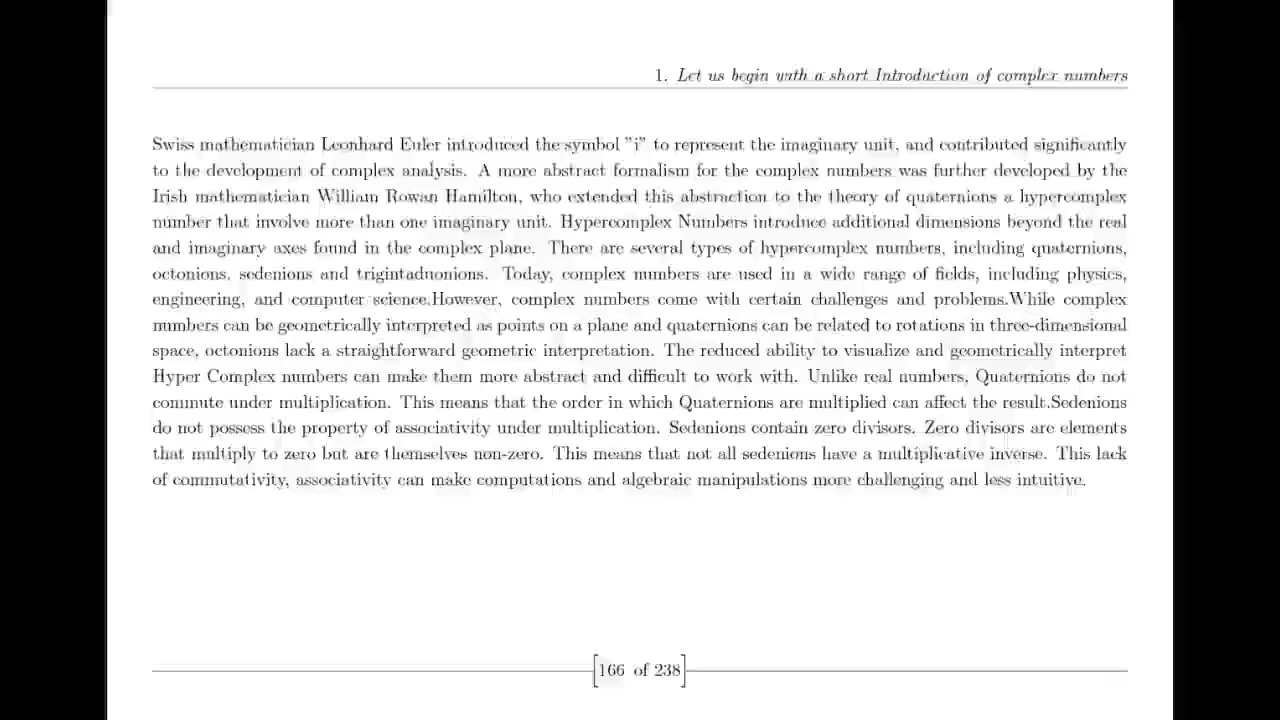 1. Let us begin with a short Introduction of complex numbers
Swiss mathematician Leonhard Euler introduced the symbol "i" to represent the imaginary unit, and contributed significantly
to the development of complex analysis. A more abstract formalism for the complex numbers was further developed by the
Irish mathematician William Rowan Hamilton, who extended this abstraction to the theory of quaternions a hypercomplex
number that involve more than one imaginary unit. Hypercomplex Numbers introduce additional dimensions beyond the real
and imaginary axes found in the complex plane. There are several types of hypercomplex numbers, including quaternions,
octonions, sedenions and trigintaduonions. Today, complex numbers are used in a wide range of fields, including physics,
engineering, and computer science.However, complex numbers come with certain challenges and problems.While complex
numbers can be geometrically interpreted as points on a plane and quaternions can be related to rotations in three-dimensional
space, octonions lack a straightforward geometric interpretation. The reduced ability to visualize and geometrically interpret
Hyper Complex numbers can make them more abstract and difficult to work with. Unlike real numbers, Quaternions do not
commute under multiplication. This means that the order in which Quaternions are multiplied can affect the result.Sedenions
do not possess the property of associativity under multiplication. Sedenions contain zero divisors. Zero divisors are elements
that multiply to zero but are themselves non-zero. This means that not all sedenions have a multiplicative inverse. This lack
of commutativity, associativity can make computations and algebraic manipulations more challenging and less intuitive.
[166 of 238]